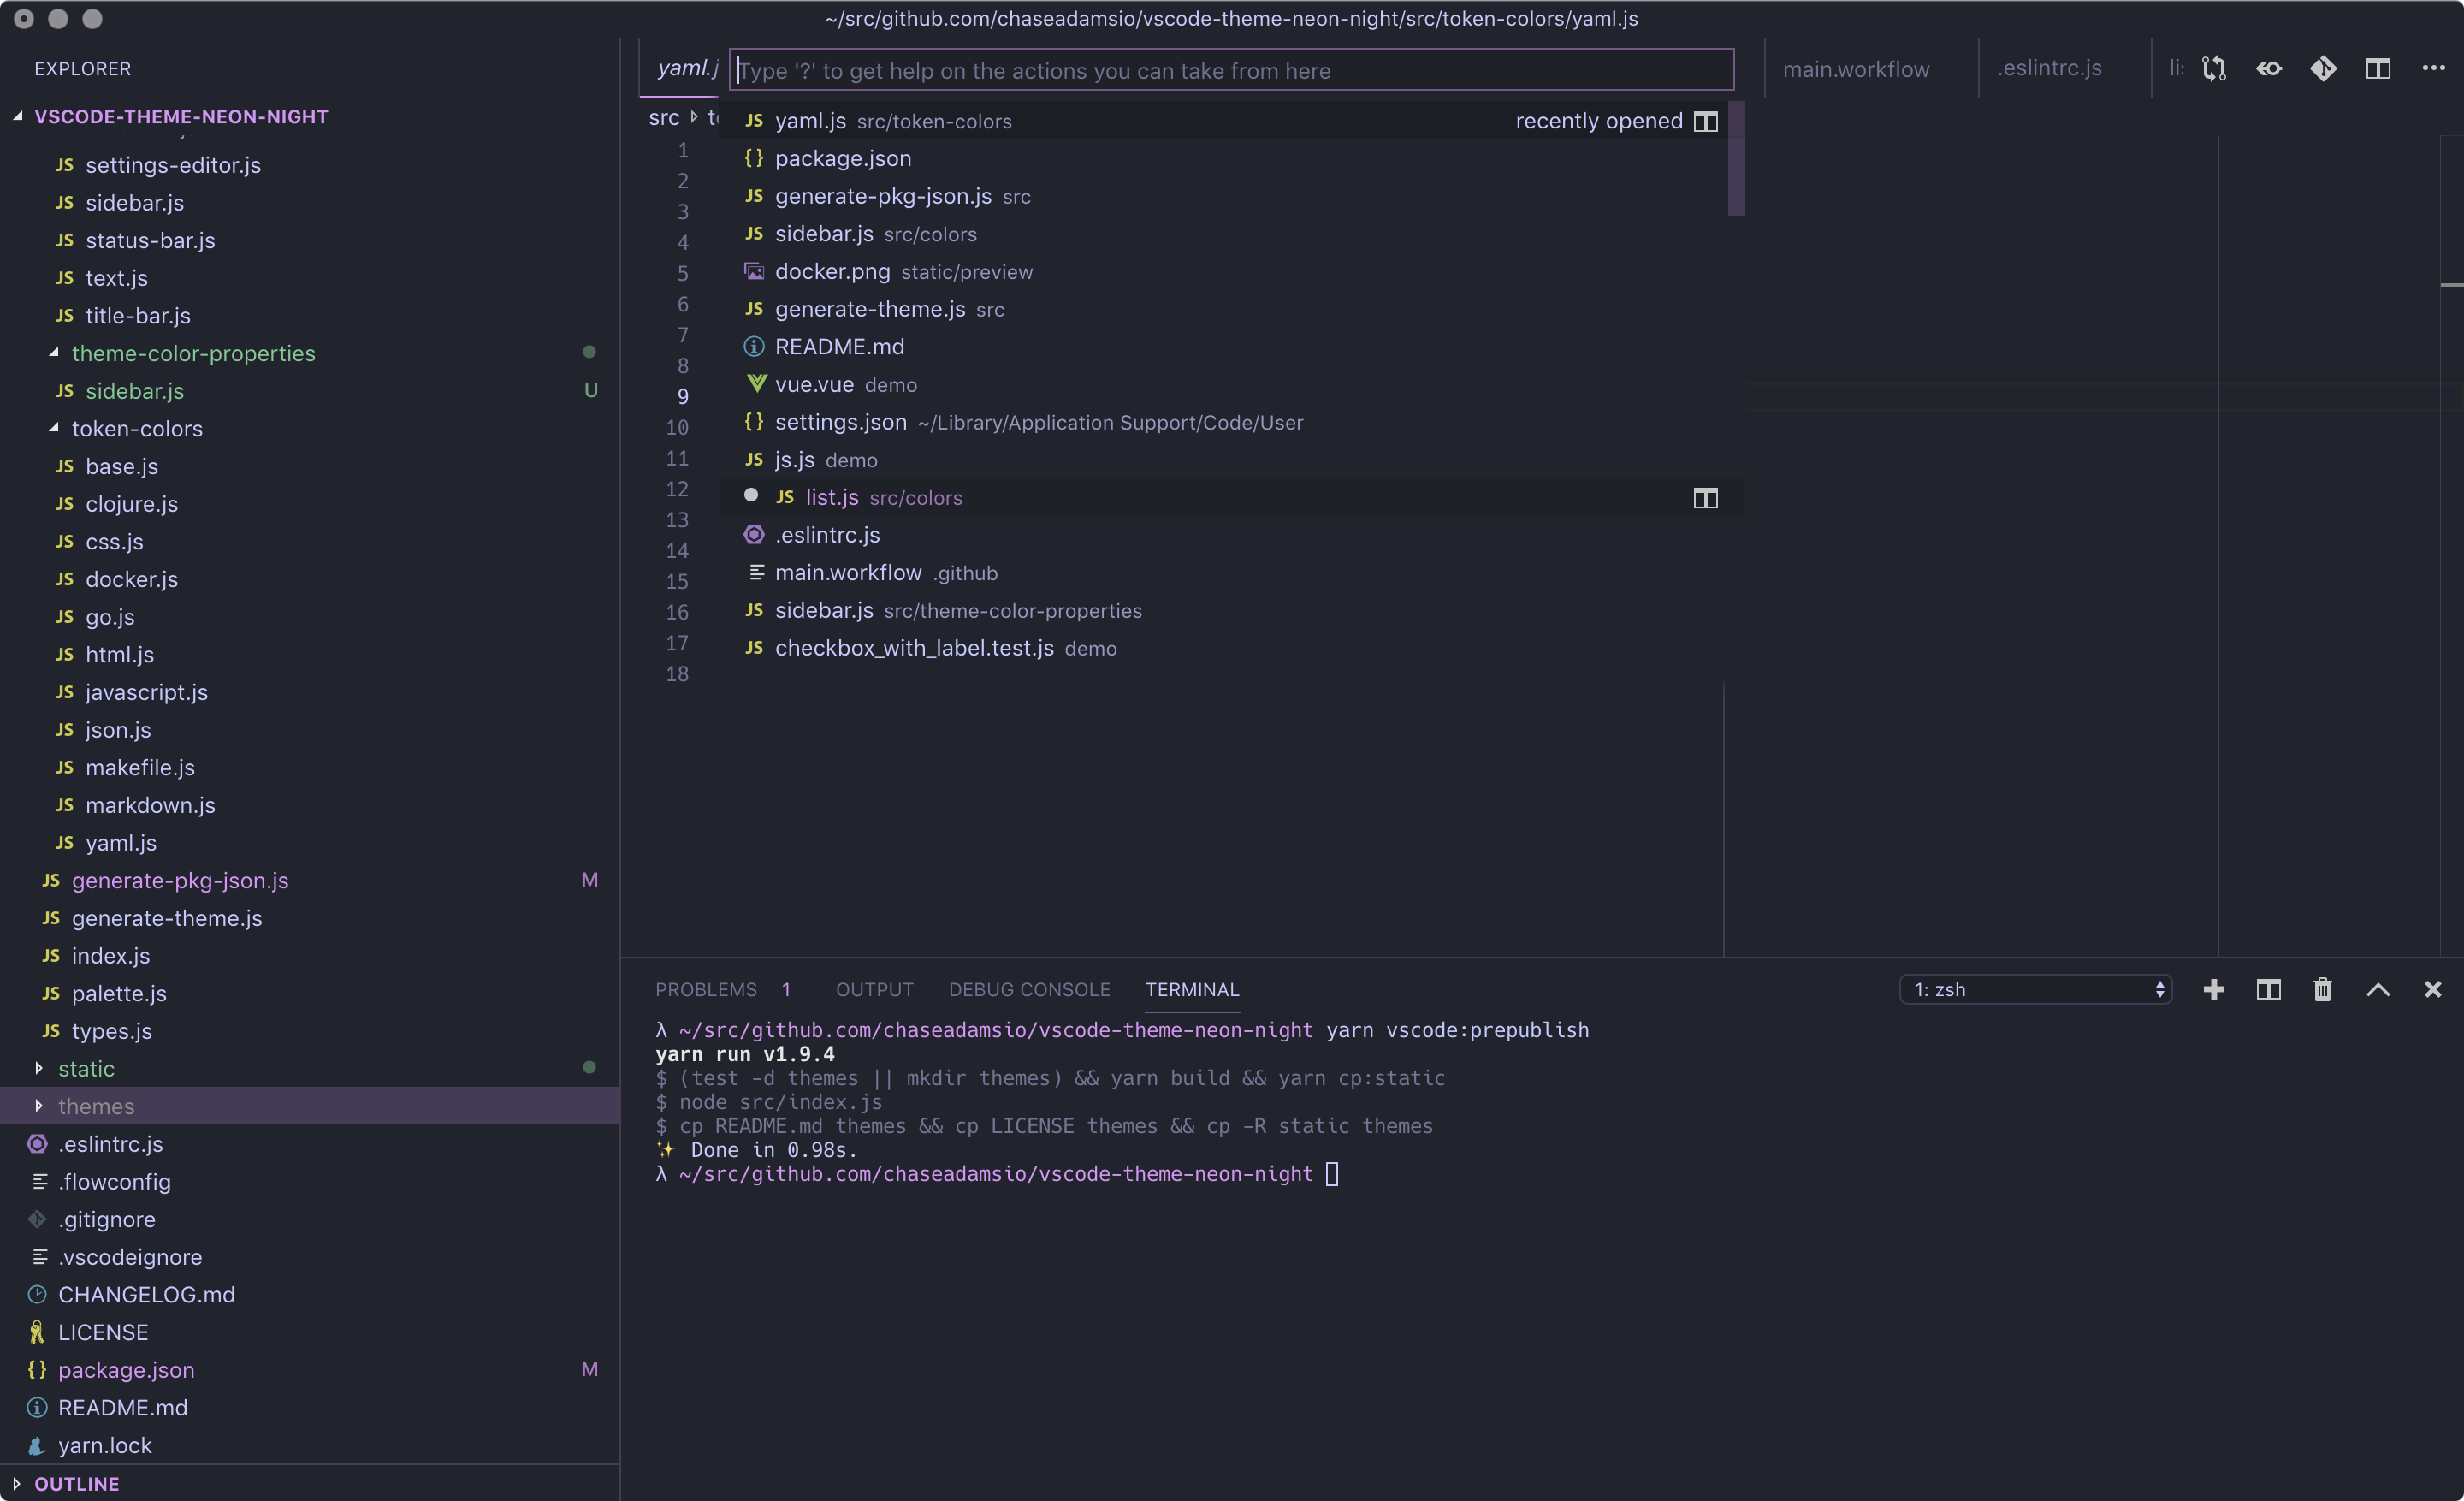 ~/src/github.com/chaseadamsio/vscode-theme-neon-night/src/token-colors/yaml.js
EXPLORER
VSCODE-THEME-NEON-NIGHT
JS settings-editor.js
JS sidebar.js
JS status-bar.js
JS text.js
JS title-bar.js
theme-color-properties
JS sidebar.js U
token-colors
JS base.js
JS clojure.js
JS css.js
JS docker.js
JS go.js
JS html.js
JS javascript.js
JS json.js
JS makefile.js
JS markdown.js
JS yaml.js
JS generate-pkg-json.js M
JS generate-theme.js
JS index.js
JS palette.js
JS types.js
static
themes
.eslintrc.js
.flowconfig
.gitignore
.vscodeignore
CHANGELOG.md
LICENSE
{} package.json M
README.md
yarn.lock
OUTLINE
yaml.j
Type '?' to get help on the actions you can take from here
main.workflow
.eslintrc.js
src
JS yaml.js src/token-colors recently opened
{} package.json
JS generate-pkg-json.js src
JS sidebar.js src/colors
docker.png static/preview
JS generate-theme.js src
README.md
vue.vue demo
{} settings.json ~/Library/Application Support/Code/User
JS js.js demo
JS list.js src/colors
.eslintrc.js
main.workflow .github
JS sidebar.js src/theme-color-properties
JS checkbox_with_label.test.js demo
1
2
3
4
5
6
7
8
9
10
11
12
13
14
15
16
17
18
PROBLEMS 1 OUTPUT DEBUG CONSOLE TERMINAL
1: zsh
λ ~/src/github.com/chaseadamsio/vscode-theme-neon-night yarn vscode:prepublish
yarn run v1.9.4
$ (test -d themes || mkdir themes) && yarn build && yarn cp:static
$ node src/index.js
$ cp README.md themes && cp LICENSE themes && cp -R static themes
✨ Done in 0.98s.
λ ~/src/github.com/chaseadamsio/vscode-theme-neon-night